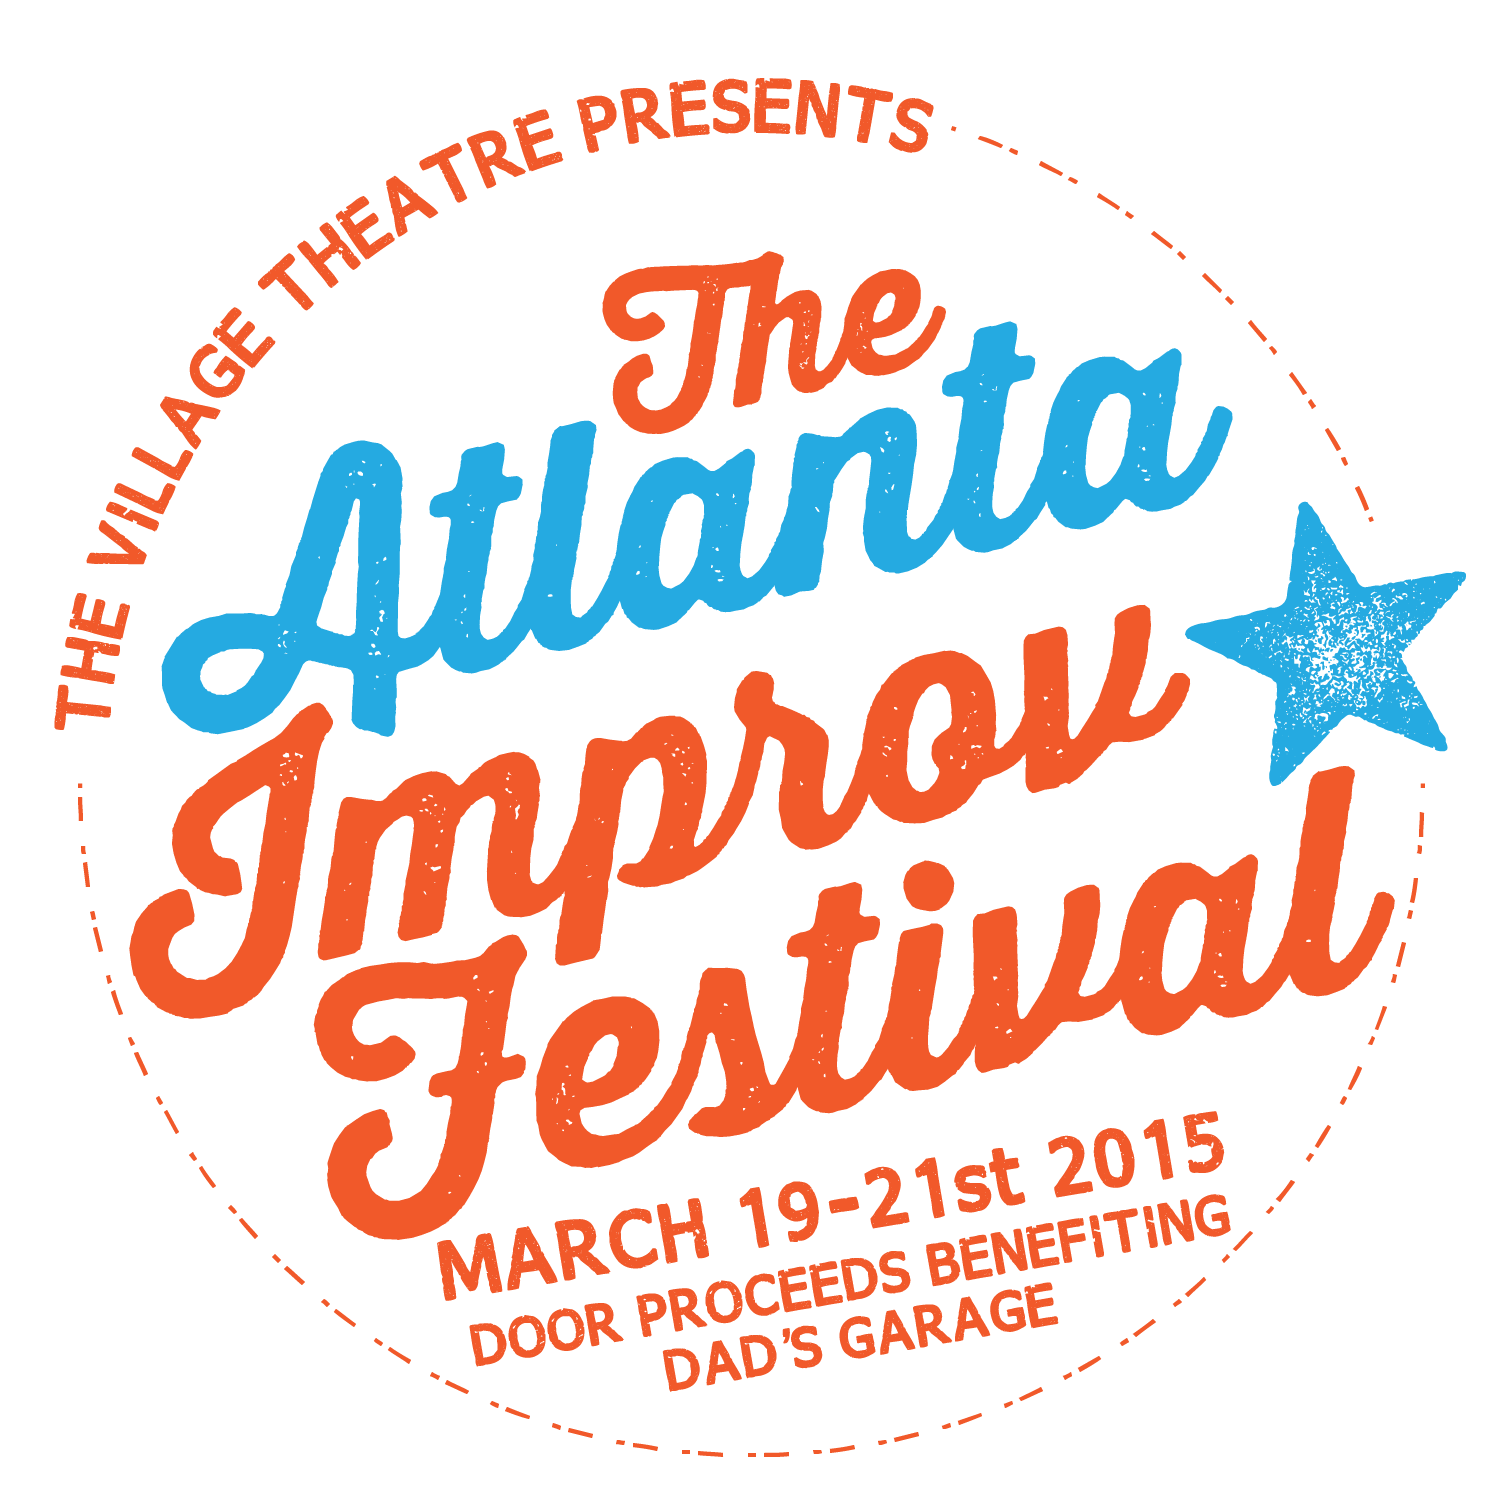 THE VILLAGE THEATRE PRESENTS
The
Atlanta
Improv
Festival
MARCH 19-21st 2015
DOOR PROCEEDS BENEFITING
DAD'S GARAGE